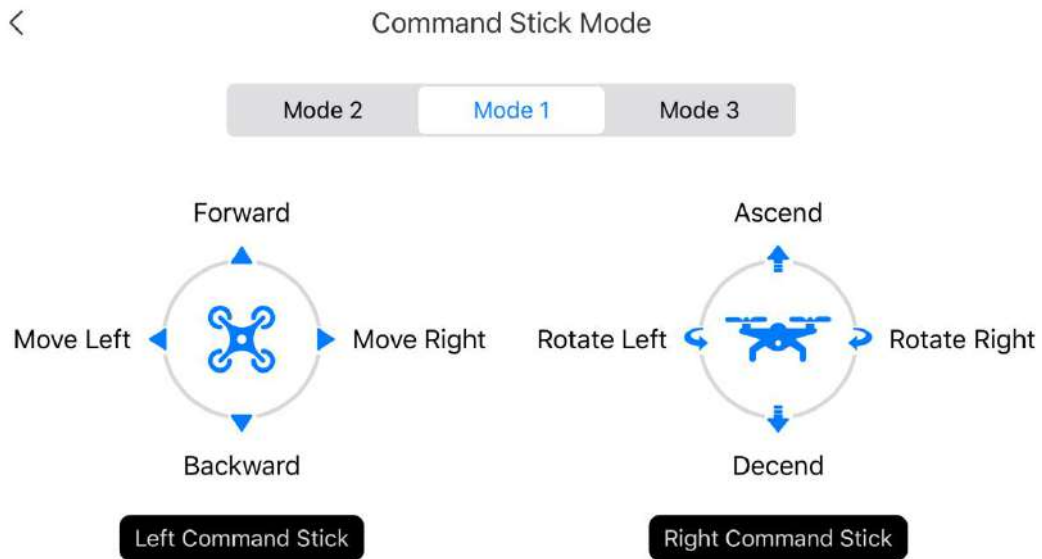 Command Stick Mode
Mode 2 Mode 1 Mode 3
Forward
Ascend
Move Left Move Right
Rotate Left Rotate Right
Backward
Decend
Left Command Stick
Right Command Stick